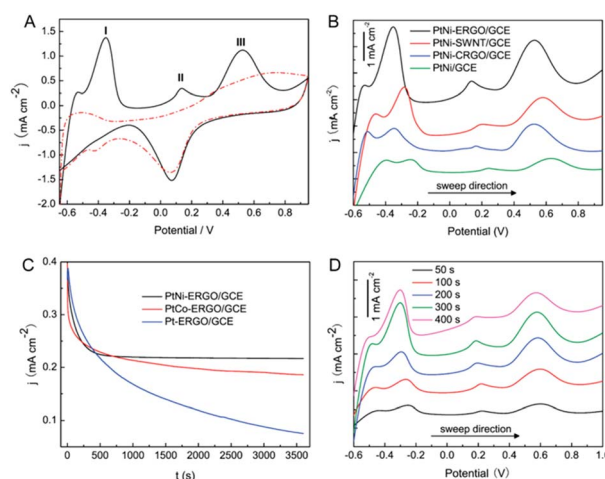 A
I
II
III
j (mA cm-2)
1.5
1.0
0.5
0.0
-0.5
-1.0
-1.5
-2.0
-0.6 -0.4 -0.2 0.0 0.2 0.4 0.6 0.8
Potential / V
B
1 mA cm-2
PtNi-ERGO/GCE
PtNi-SWNT/GCE
PtNi-CRGO/GCE
PtNi/GCE
j (mA cm-2)
sweep direction
-0.6 -0.4 -0.2 0.0 0.2 0.4 0.6 0.8
Potential (V)
C
PtNi-ERGO/GCE
PtCo-ERGO/GCE
Pt-ERGO/GCE
j (mA cm-2)
0.4
0.3
0.2
0.1
0 500 1000 1500 2000 2500 3000 3500
t (s)
D
1 mA cm-2
50 s
100 s
200 s
300 s
400 s
j (mA cm-2)
sweep direction
-0.6 -0.4 -0.2 0.0 0.2 0.4 0.6 0.8 1.0
Potential (V)